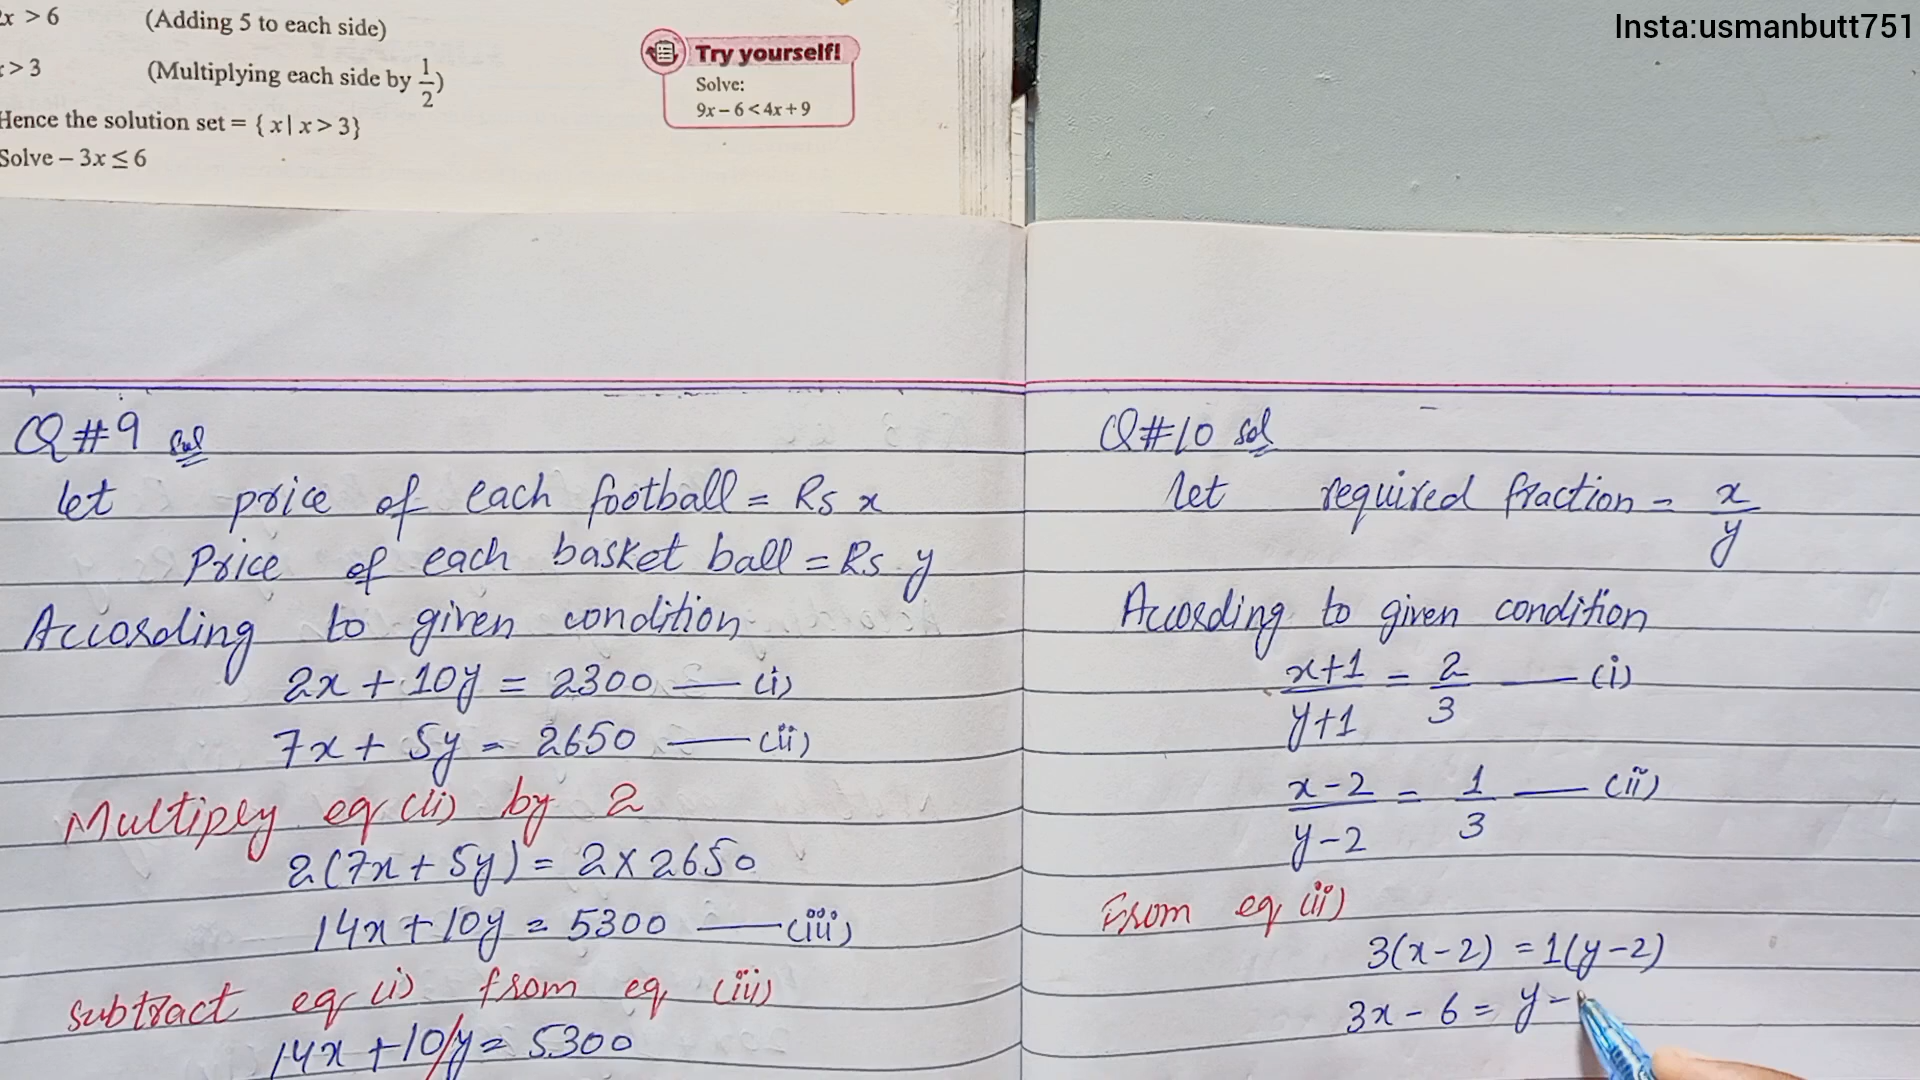 Insta:usmanbutt751
2x > 6 (Adding 5 to each side)
x > 3 (Multiplying each side by 1/2)
Hence the solution set = { x | x > 3}
Solve – 3x ≤ 6
Try yourself!
Solve:
9x – 6 < 4x + 9
Q#9 Sol
let price of each football = Rs x
Price of each basket ball = Rs y
According to given condition
2x + 10y = 2300 — (i)
7x + 5y = 2650 — (ii)
Multiply eq (ii) by 2
2(7x + 5y) = 2 x 2650
14x + 10y = 5300 — (iii)
subtract eq (i) from eq (iii)
14x + 10y = 5300
Q#10 sol
let required fraction = x/y
According to given condition
x+1/y+1 = 2/3 — (i)
x-2/y-2 = 1/3 — (ii)
From eq (ii)
3(x-2) = 1(y-2)
3x - 6 = y -